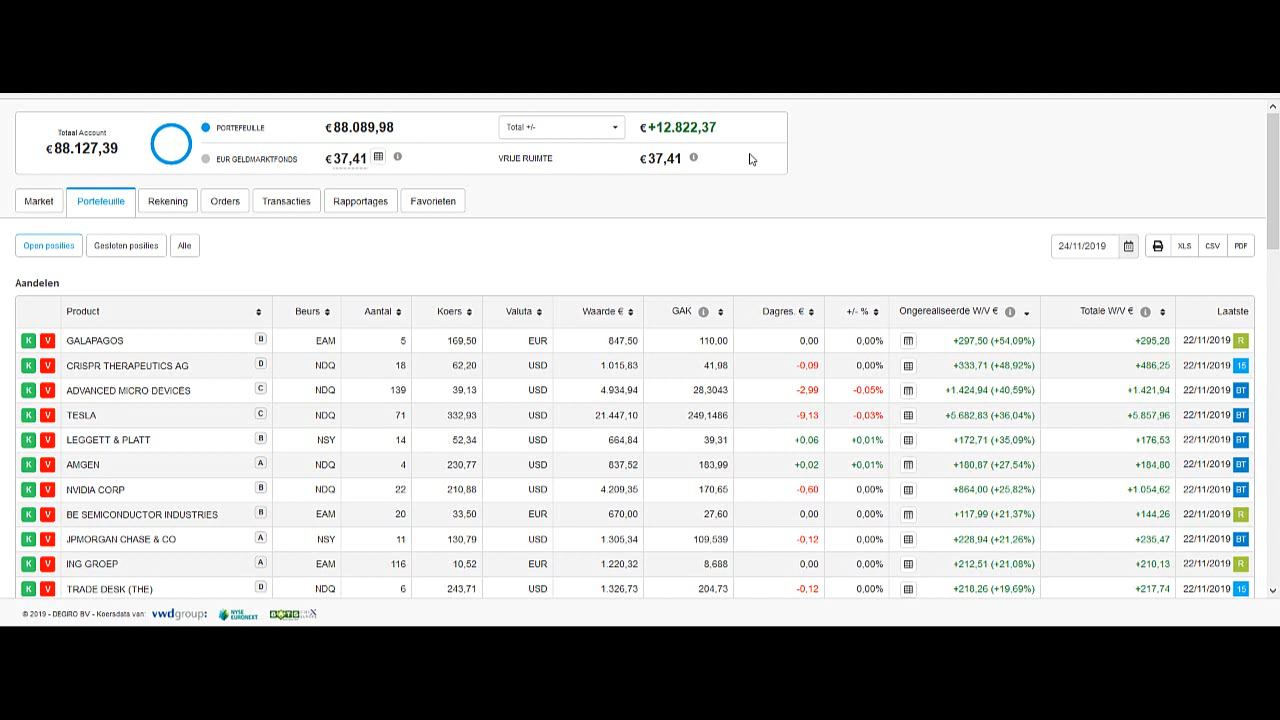 Totaal Account
€ 88.127,39
PORTEFEUILLE € 88.089,98 Total +/- € +12.822,37
EUR GELDMARKTFONDS € 37,41 VRIJE RUIMTE € 37,41
Market Portefeuille Rekening Orders Transacties Rapportages Favorieten
Open posities Gesloten posities Alle 24/11/2019 XLS CSV PDF
Aandelen
Product Beurs Aantal Koers Valuta Waarde € GAK Dagres. € +/- % Ongerealiseerde W/V € Totale W/V € Laatste
K V GALAPAGOS B EAM 5 169,50 EUR 847,50 110,00 0,00 0,00% +297,50 (+54,09%) +295,28 22/11/2019 R
K V CRISPR THERAPEUTICS AG D NDQ 18 62,20 USD 1.015,83 41,98 -0,09 0,00% +333,71 (+48,92%) +486,25 22/11/2019 15
K V ADVANCED MICRO DEVICES C NDQ 139 39,13 USD 4.934,94 28,3043 -2,99 -0,05% +1.424,94 (+40,59%) +1.421,94 22/11/2019 BT
K V TESLA C NDQ 71 332,93 USD 21.447,10 249,1486 -9,13 -0,03% +5.682,83 (+36,04%) +5.857,96 22/11/2019 BT
K V LEGGETT & PLATT B NSY 14 52,34 USD 664,84 39,31 +0,06 +0,01% +172,71 (+35,09%) +176,53 22/11/2019 BT
K V AMGEN A NDQ 4 230,77 USD 837,52 183,99 +0,02 +0,01% +180,87 (+27,54%) +184,80 22/11/2019 BT
K V NVIDIA CORP B NDQ 22 210,88 USD 4.209,35 170,65 -0,60 0,00% +864,00 (+25,82%) +1.054,62 22/11/2019 BT
K V BE SEMICONDUCTOR INDUSTRIES B EAM 20 33,50 EUR 670,00 27,60 0,00 0,00% +117,99 (+21,37%) +144,26 22/11/2019 R
K V JPMORGAN CHASE & CO A NSY 11 130,79 USD 1.305,34 109,539 -0,12 0,00% +228,94 (+21,26%) +235,47 22/11/2019 BT
K V ING GROEP A EAM 116 10,52 EUR 1.220,32 8,688 0,00 0,00% +212,51 (+21,08%) +210,13 22/11/2019 R
K V TRADE DESK (THE) D NDQ 6 243,71 USD 1.326,73 204,73 -0,12 0,00% +218,26 (+19,69%) +217,74 22/11/2019 15
© 2019 - DEGIRO BV - Koersdata van: vwdgroup: NYSE EURONEXT